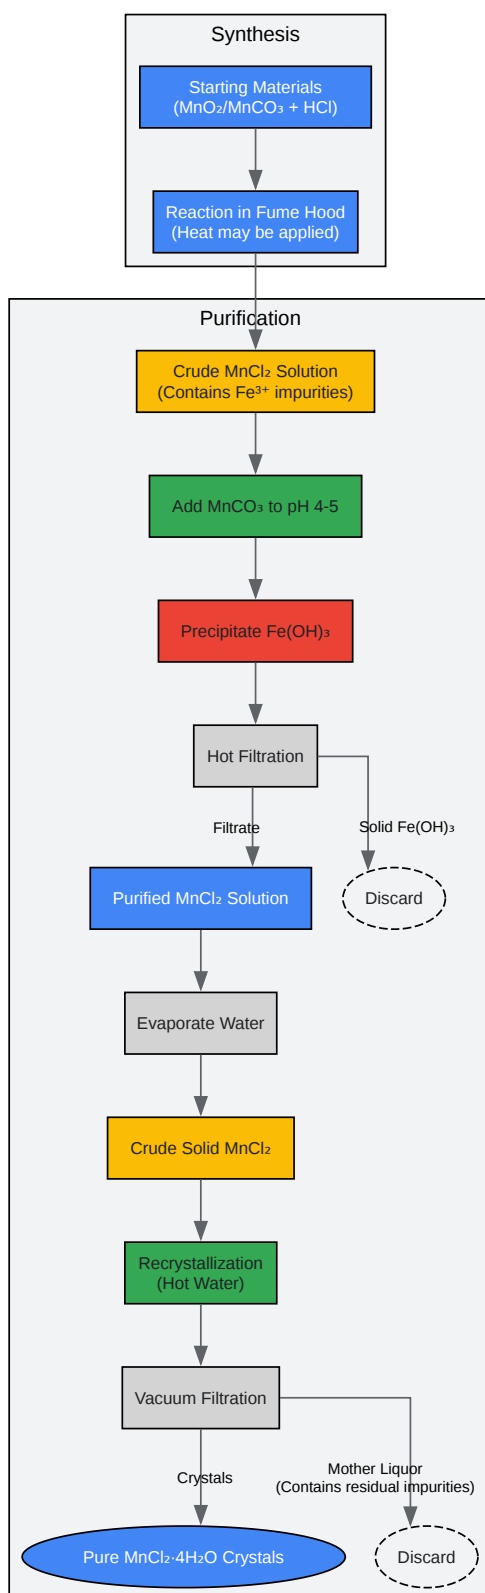 Synthesis
Starting Materials
(MnO₂/MnCO₃ + HCl)
Reaction in Fume Hood
(Heat may be applied)
Purification
Crude MnCl₂ Solution
(Contains Fe³⁺ impurities)
Add MnCO₃ to pH 4-5
Precipitate Fe(OH)₃
Hot Filtration
Filtrate
Solid Fe(OH)₃
Purified MnCl₂ Solution
Discard
Evaporate Water
Crude Solid MnCl₂
Recrystallization
(Hot Water)
Vacuum Filtration
Crystals
Mother Liquor
(Contains residual impurities)
Pure MnCl₂·4H₂O Crystals
Discard